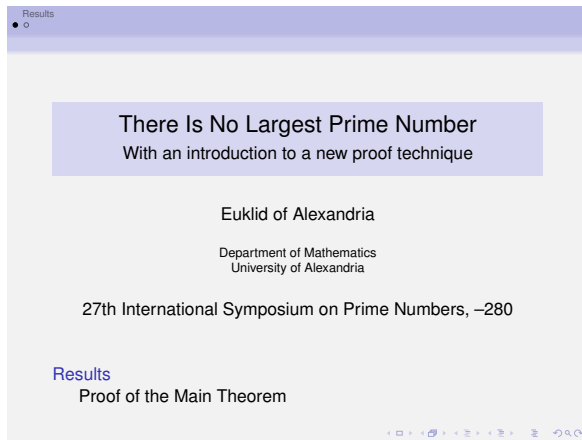 Results
There Is No Largest Prime Number
With an introduction to a new proof technique
Euklid of Alexandria
Department of Mathematics
University of Alexandria
27th International Symposium on Prime Numbers, –280
Results
Proof of the Main Theorem